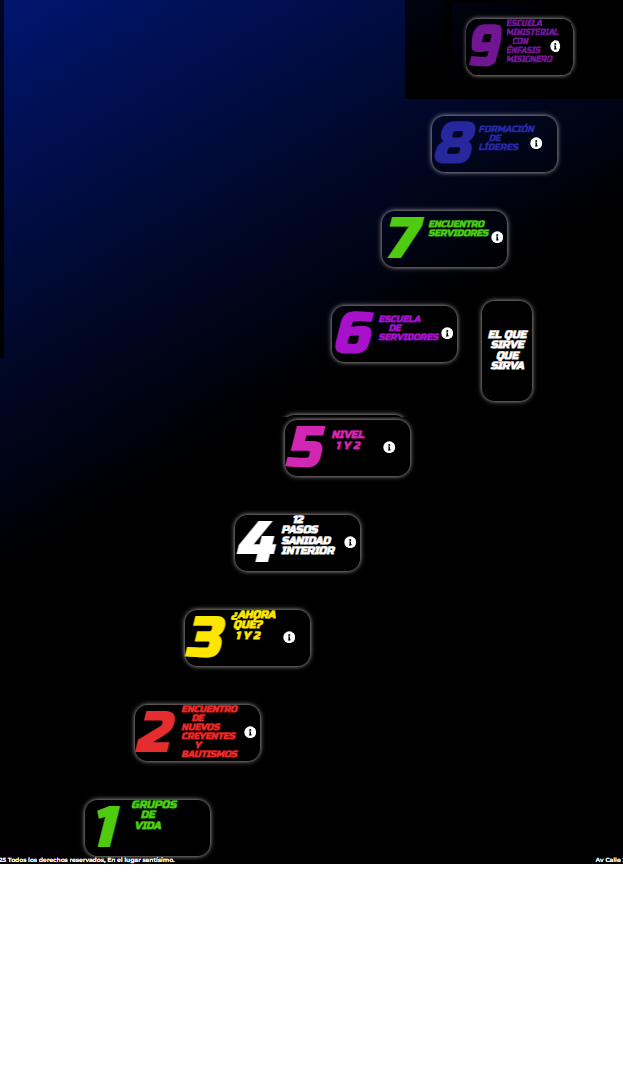 9
ESCUELA
MINISTERIAL
CON
ÉNFASIS
MISIONERO
8
FORMACIÓN
DE
LÍDERES
7
ENCUENTRO
SERVIDORES
6
ESCUELA
DE
SERVIDORES
EL QUE
SIRVE
QUE
SIRVA
5
NIVEL
1 Y 2
4
12
PASOS
SANIDAD
INTERIOR
3
¿AHORA
QUÉ?
1 Y 2
2
ENCUENTRO
DE
NUEVOS
CREYENTES
Y
BAUTISMOS
1
GRUPOS
DE
VIDA
25 Todos los derechos reservados, En el lugar santísimo.
Av Calle